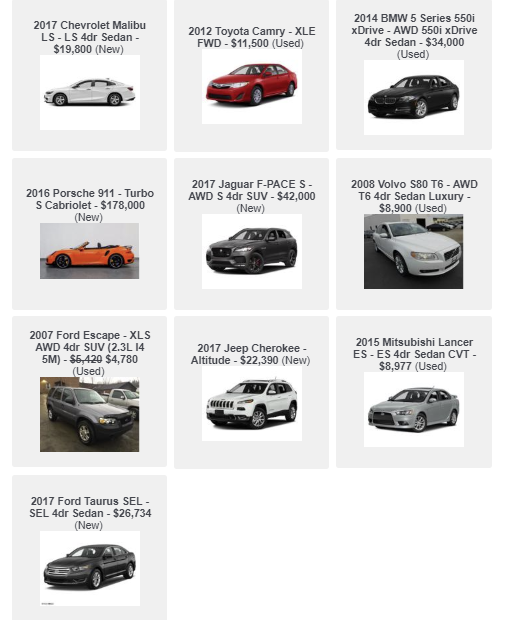 2017 Chevrolet Malibu
LS - LS 4dr Sedan -
$19,800 (New)
2012 Toyota Camry - XLE
FWD - $11,500 (Used)
2014 BMW 5 Series 550i
xDrive - AWD 550i xDrive
4dr Sedan - $34,000
(Used)
2016 Porsche 911 - Turbo
S Cabriolet - $178,000
(New)
2017 Jaguar F-PACE S -
AWD S 4dr SUV - $42,000
(New)
2008 Volvo S80 T6 - AWD
T6 4dr Sedan Luxury -
$8,900 (Used)
2007 Ford Escape - XLS
AWD 4dr SUV (2.3L I4
5M) - $5,420 $4,780
(Used)
2017 Jeep Cherokee -
Altitude - $22,390 (New)
2015 Mitsubishi Lancer
ES - ES 4dr Sedan CVT -
$8,977 (Used)
2017 Ford Taurus SEL -
SEL 4dr Sedan - $26,734
(New)